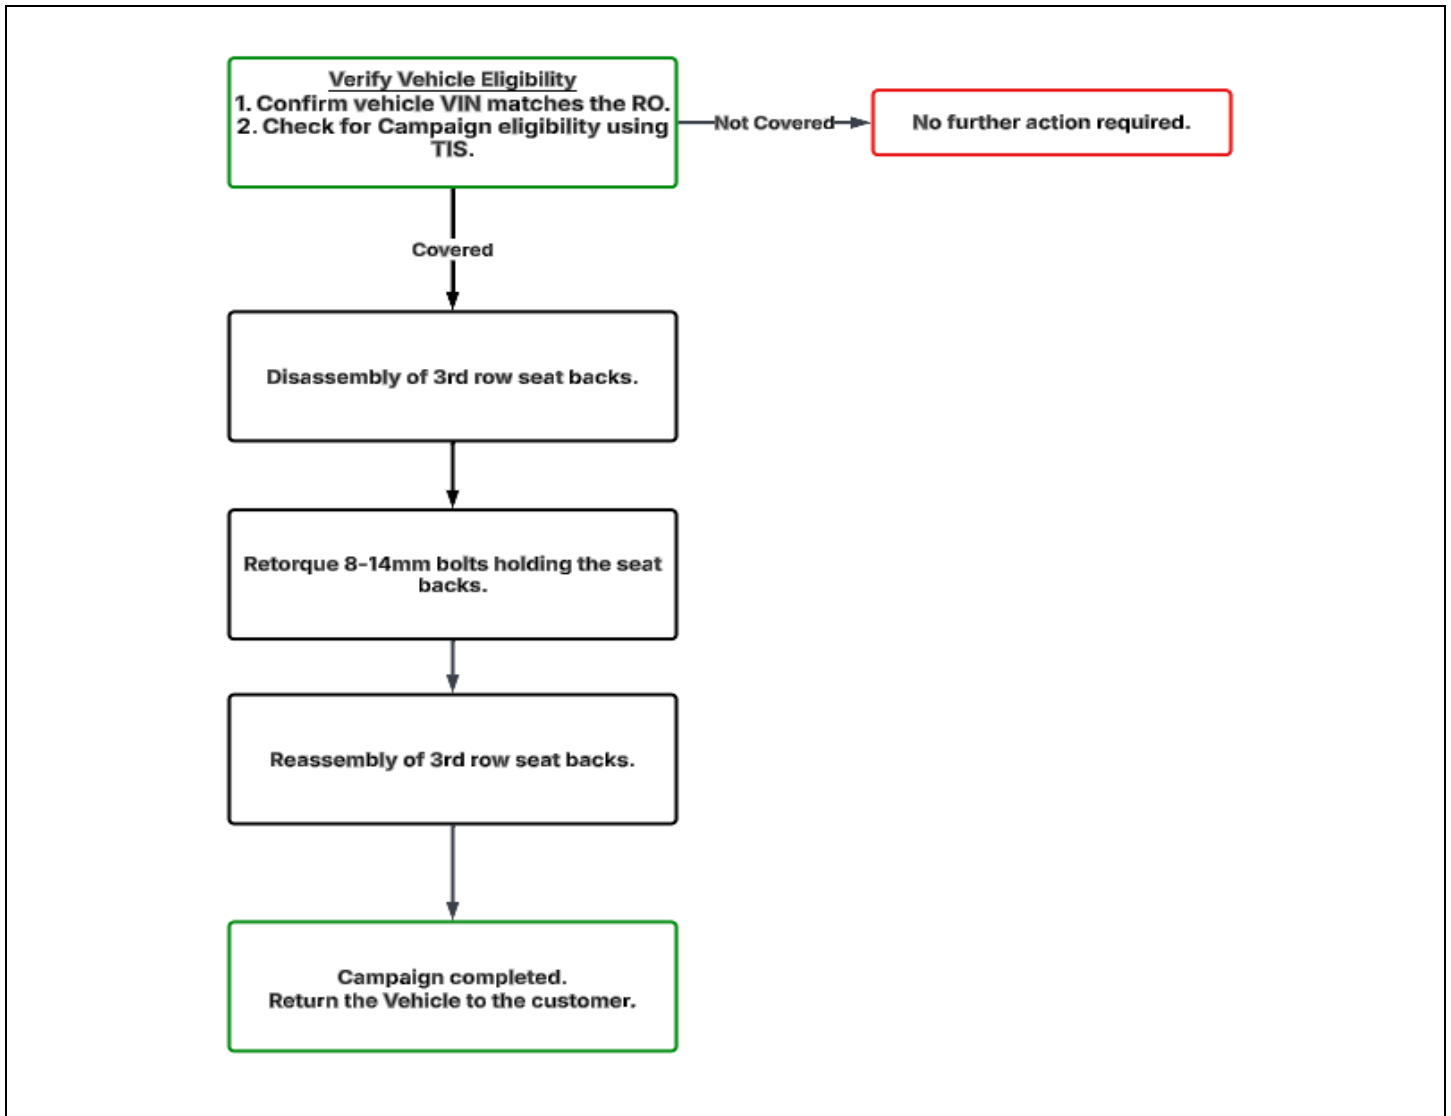 Verify Vehicle Eligibility
1. Confirm vehicle VIN matches the RO.
2. Check for Campaign eligibility using
TIS.
Not Covered
No further action required.
Covered
Disassembly of 3rd row seat backs.
Retorque 8-14mm bolts holding the seat
backs.
Reassembly of 3rd row seat backs.
Campaign completed.
Return the Vehicle to the customer.